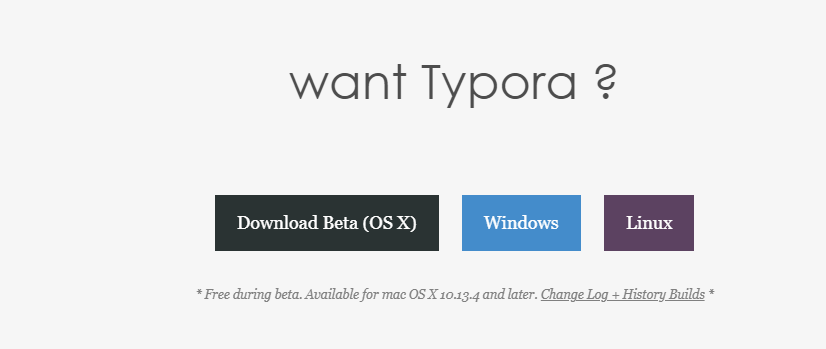 want Typora ?
Download Beta (OS X) Windows Linux
* Free during beta. Available for mac OS X 10.13.4 and later. Change Log + History Builds *